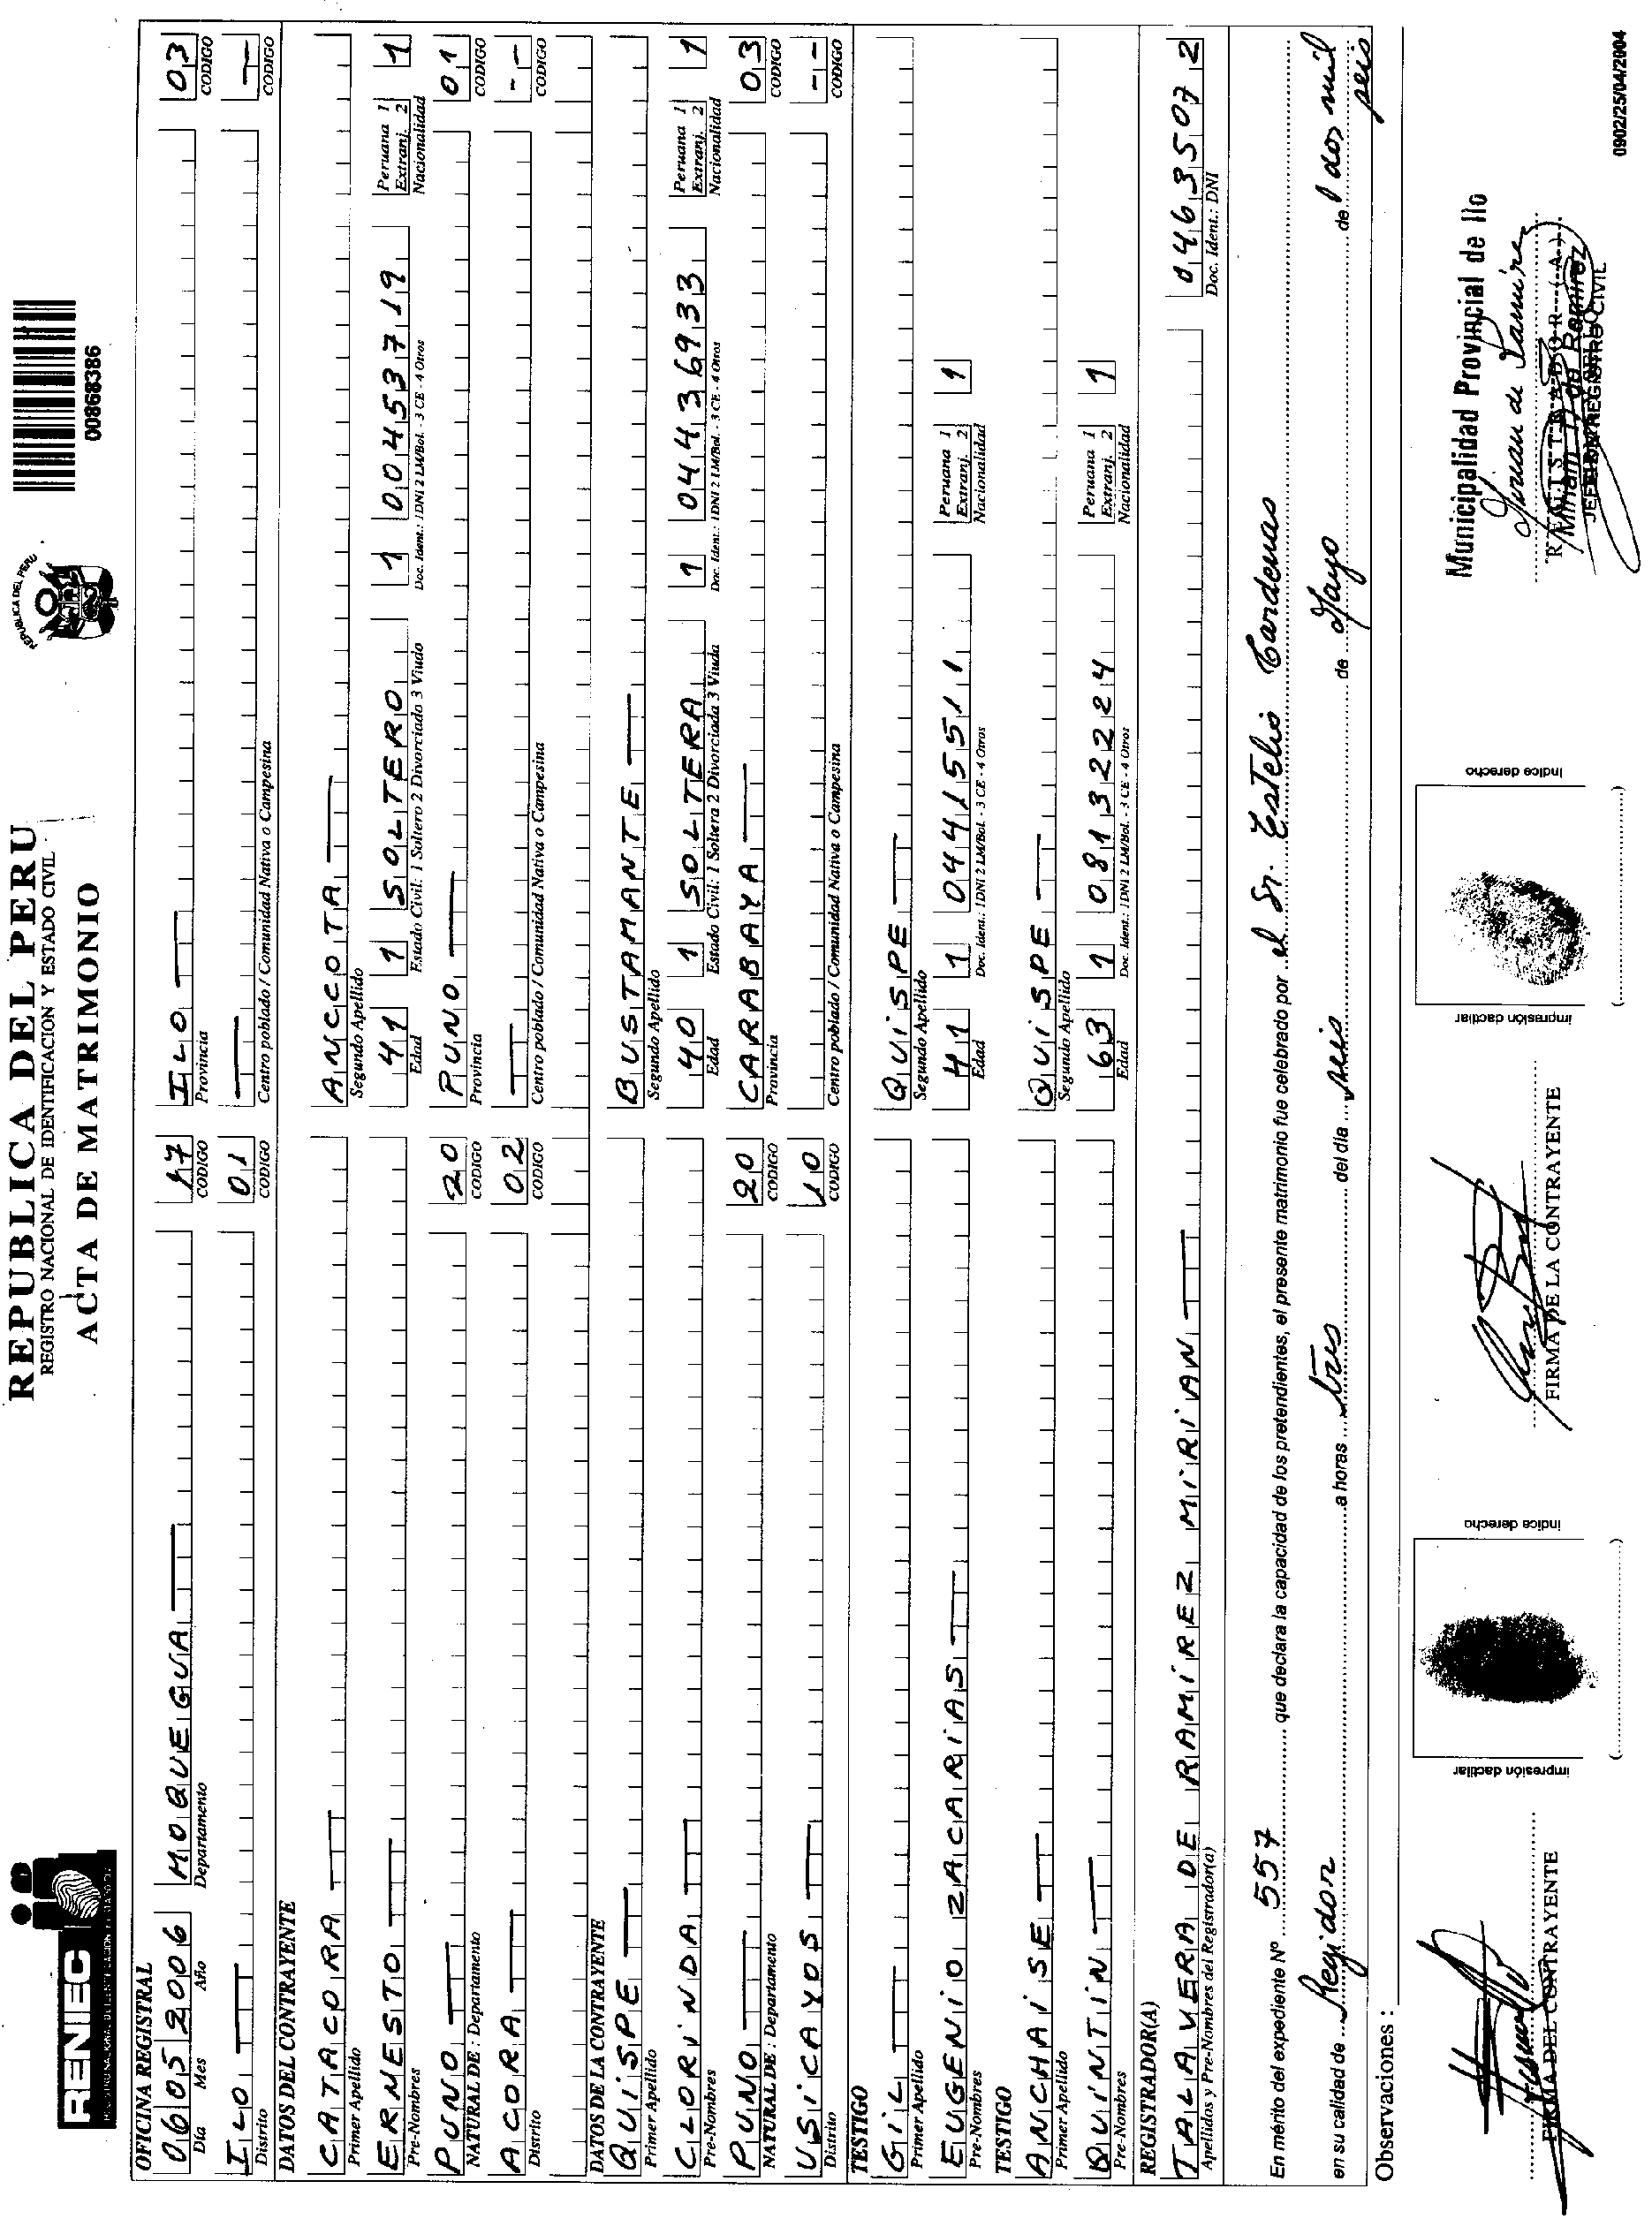 RENIEC
REPUBLICA DEL PERU
REGISTRO NACIONAL DE IDENTIFICACION Y ESTADO CIVIL
ACTA DE MATRIMONIO
REPUBLICA DEL PERU
00868386
OFICINA REGISTRAL
06 05 2006 MOQUEGUA 17 ILO 03
Día Mes Año Departamento CODIGO Provincia CODIGO
ILO 01
Distrito CODIGO Centro poblado / Comunidad Nativa o Campesina CODIGO
DATOS DEL CONTRAYENTE
CATACORA ANCCOTA
Primer Apellido Segundo Apellido
ERNESTO 41 1 SOLTERO 1 00453719 Peruana 1 Extranj. 2 1
Pre-Nombres Edad Estado Civil: 1 Soltero 2 Divorciado 3 Viudo Doc. Ident.: 1DNI 2 LM/Bol. - 3 CE - 4 Otros Nacionalidad
PUNO 20 PUNO 01
NATURAL DE : Departamento CODIGO Provincia CODIGO
ACORA 02 --
Distrito CODIGO Centro poblado / Comunidad Nativa o Campesina CODIGO
DATOS DE LA CONTRAYENTE
QUISPE BUSTAMANTE
Primer Apellido Segundo Apellido
CLORINDA 40 1 SOLTERA 1 04436933 Peruana 1 Extranj. 2 1
Pre-Nombres Edad Estado Civil: 1 Soltera 2 Divorciada 3 Viuda Doc. Ident.: 1DNI 2 LM/Bol. - 3 CE - 4 Otros Nacionalidad
PUNO 20 CARABAYA 03
NATURAL DE : Departamento CODIGO Provincia CODIGO
USICAYOS 10 --
Distrito CODIGO Centro poblado / Comunidad Nativa o Campesina CODIGO
TESTIGO
GIL QUISPE
Primer Apellido Segundo Apellido
EUGENIO ZACARIAS 41 1 04415511 Peruana 1 Extranj. 2 1
Pre-Nombres Edad Doc. Ident.: 1DNI 2 LM/Bol. - 3 CE - 4 Otros Nacionalidad
TESTIGO
ANCHAISE QUISPE
Primer Apellido Segundo Apellido
QUINTIN 63 1 08132224 Peruana 1 Extranj. 2 1
Pre-Nombres Edad Doc. Ident.: 1DNI 2 LM/Bol. - 3 CE - 4 Otros Nacionalidad
REGISTRADOR(A)
TALAVERA DE RAMIREZ MIRIAN 04635072
Apellidos y Pre-Nombres del Registrador(a) Doc. Ident.: DNI
En mérito del expediente Nº 557 que declara la capacidad de los pretendientes, el presente matrimonio fue celebrado por el Sr. Estelio Cardenas
en su calidad de Regidor a horas tres del día seis de Mayo de l dos mil seis
Observaciones :
FIRMA DEL CONTRAYENTE
impresión dactilar índice derecho
FIRMA DE LA CONTRAYENTE
impresión dactilar índice derecho
Municipalidad Provincial de Ilo
REGISTRADOR (A)
JEFE REGISTRO CIVIL
0902/25/04/2004